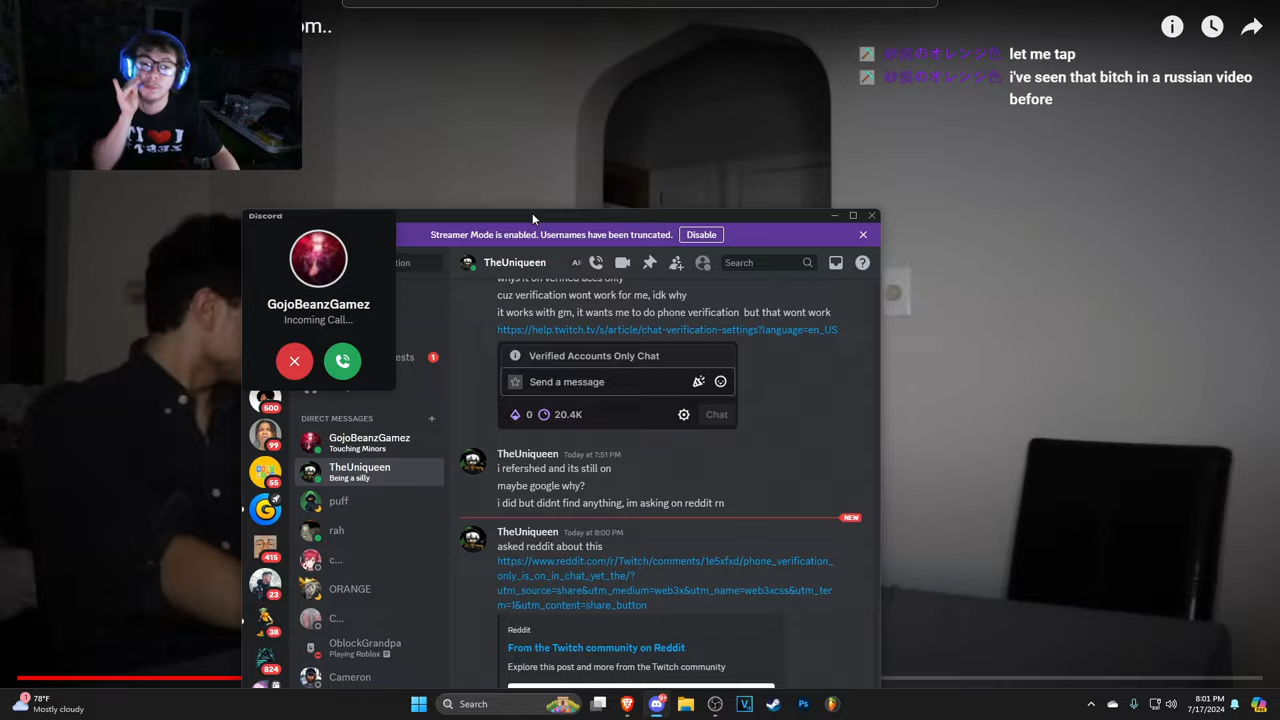 om..
let me tap
i've seen that bitch in a russian video
before
Discord
Streamer Mode is enabled. Usernames have been truncated.
Disable
GojoBeanzGamez
Incoming Call...
TheUniqueen
Search
cuz verification wont work for me, idk why
it works with gm, it wants me to do phone verification but that wont work
https://help.twitch.tv/s/article/chat-verification-settings?language=en_US
Verified Accounts Only Chat
Send a message
0 20.4K
Chat
1
DIRECT MESSAGES +
GojoBeanzGamez
Touching Minors
TheUniqueen
Being a silly
puff
rah
c...
ORANGE
C...
OblockGrandpa
Playing Roblox
Cameron
500
99
55
415
23
38
824
TheUniqueen Today at 7:51 PM
i refershed and its still on
maybe google why?
i did but didnt find anything, im asking on reddit rn
NEW
TheUniqueen Today at 8:00 PM
asked reddit about this
https://www.reddit.com/r/Twitch/comments/1e5xfxd/phone_verification_
only_is_on_in_chat_yet_the/?
utm_source=share&utm_medium=web3x&utm_name=web3xcss&utm_ter
m=1&utm_content=share_button
Reddit
From the Twitch community on Reddit
Explore this post and more from the Twitch community
78°F
Mostly cloudy
Search
8:01 PM
7/17/2024